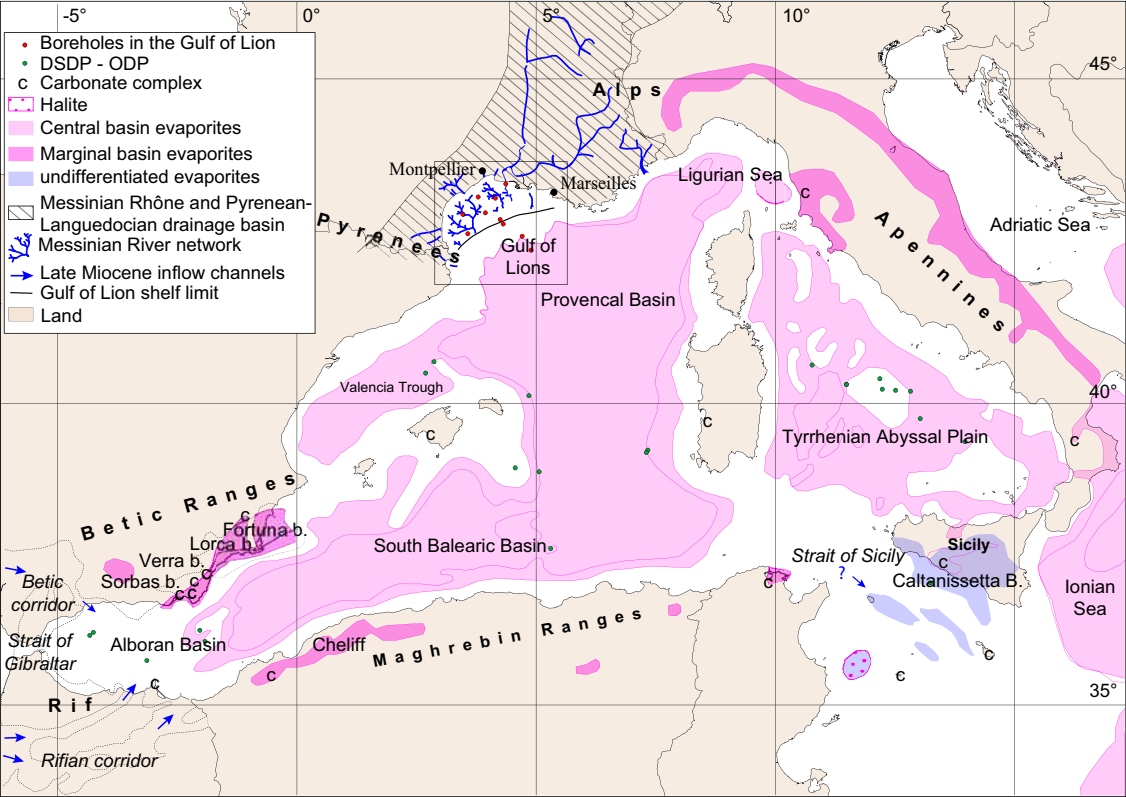 -5°
0°
5°
10°
Boreholes in the Gulf of Lion
DSDP - ODP
c Carbonate complex
Halite
Central basin evaporites
Marginal basin evaporites
undifferentiated evaporites
Messinian Rhône and Pyrenean-
Languedocian drainage basin
Messinian River network
Late Miocene inflow channels
Gulf of Lion shelf limit
Land
45°
Alps
Montpellier
Marseilles
Ligurian Sea
c
Pyrenees
Gulf of
Lions
Adriatic Sea
Apennines
Provencal Basin
Valencia Trough
40°
c
c
Tyrrhenian Abyssal Plain
c
Betic Ranges
c
Fortuna b.
Lorca b.
Verra b.
c
Sorbas b.
c
c c
South Balearic Basin
Strait of Sicily
?
Sicily
c
Caltanissetta B.
c
Ionian
Sea
Betic
corridor
Strait of
Gibraltar
Alboran Basin
Cheliff
Maghrebin Ranges
c
c
c
c
35°
Rif
Rifian corridor